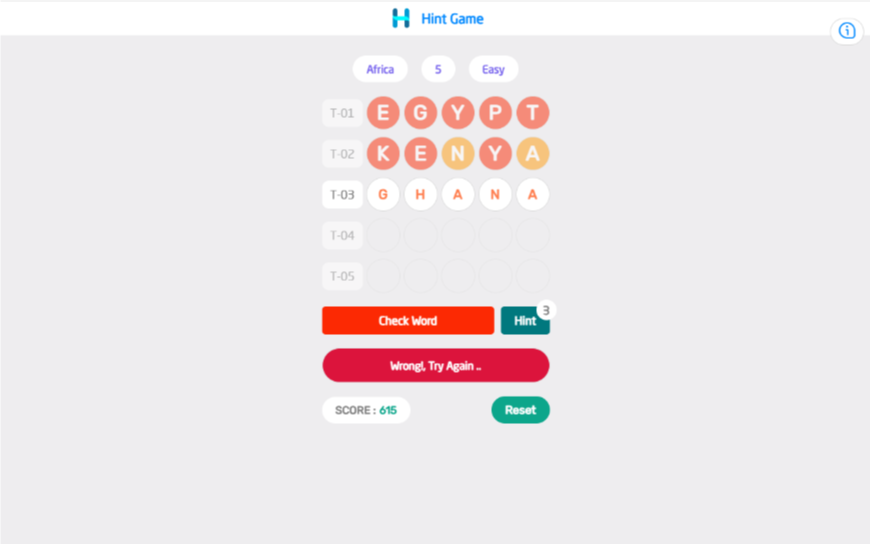 Hint Game
Africa 5 Easy
T-01 E G Y P T
T-02 K E N Y A
T-03 G H A N A
T-04
T-05
Check Word Hint 3
Wrong!, Try Again ..
SCORE : 615 Reset